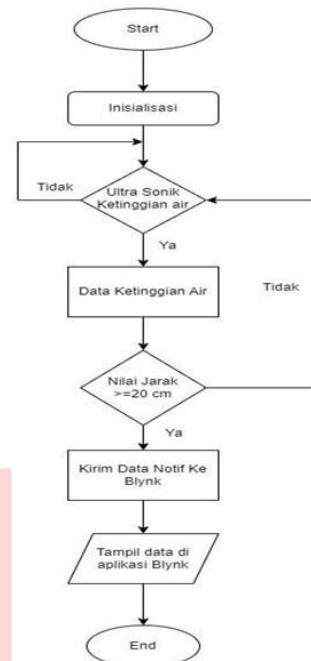 Start
Inisialisasi
Tidak
Ultra Sonik
Ketinggian air
Ya
Data Ketinggian Air
Tidak
Nilai Jarak
>=20 cm
Ya
Kirim Data Notif Ke
Blynk
Tampil data di
aplikasi Blynk
End